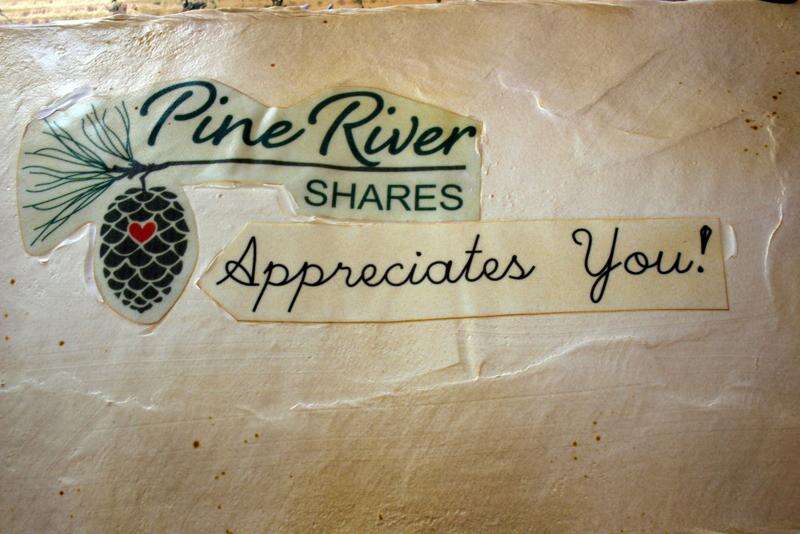 Pine River
SHARES
Appreciates You!